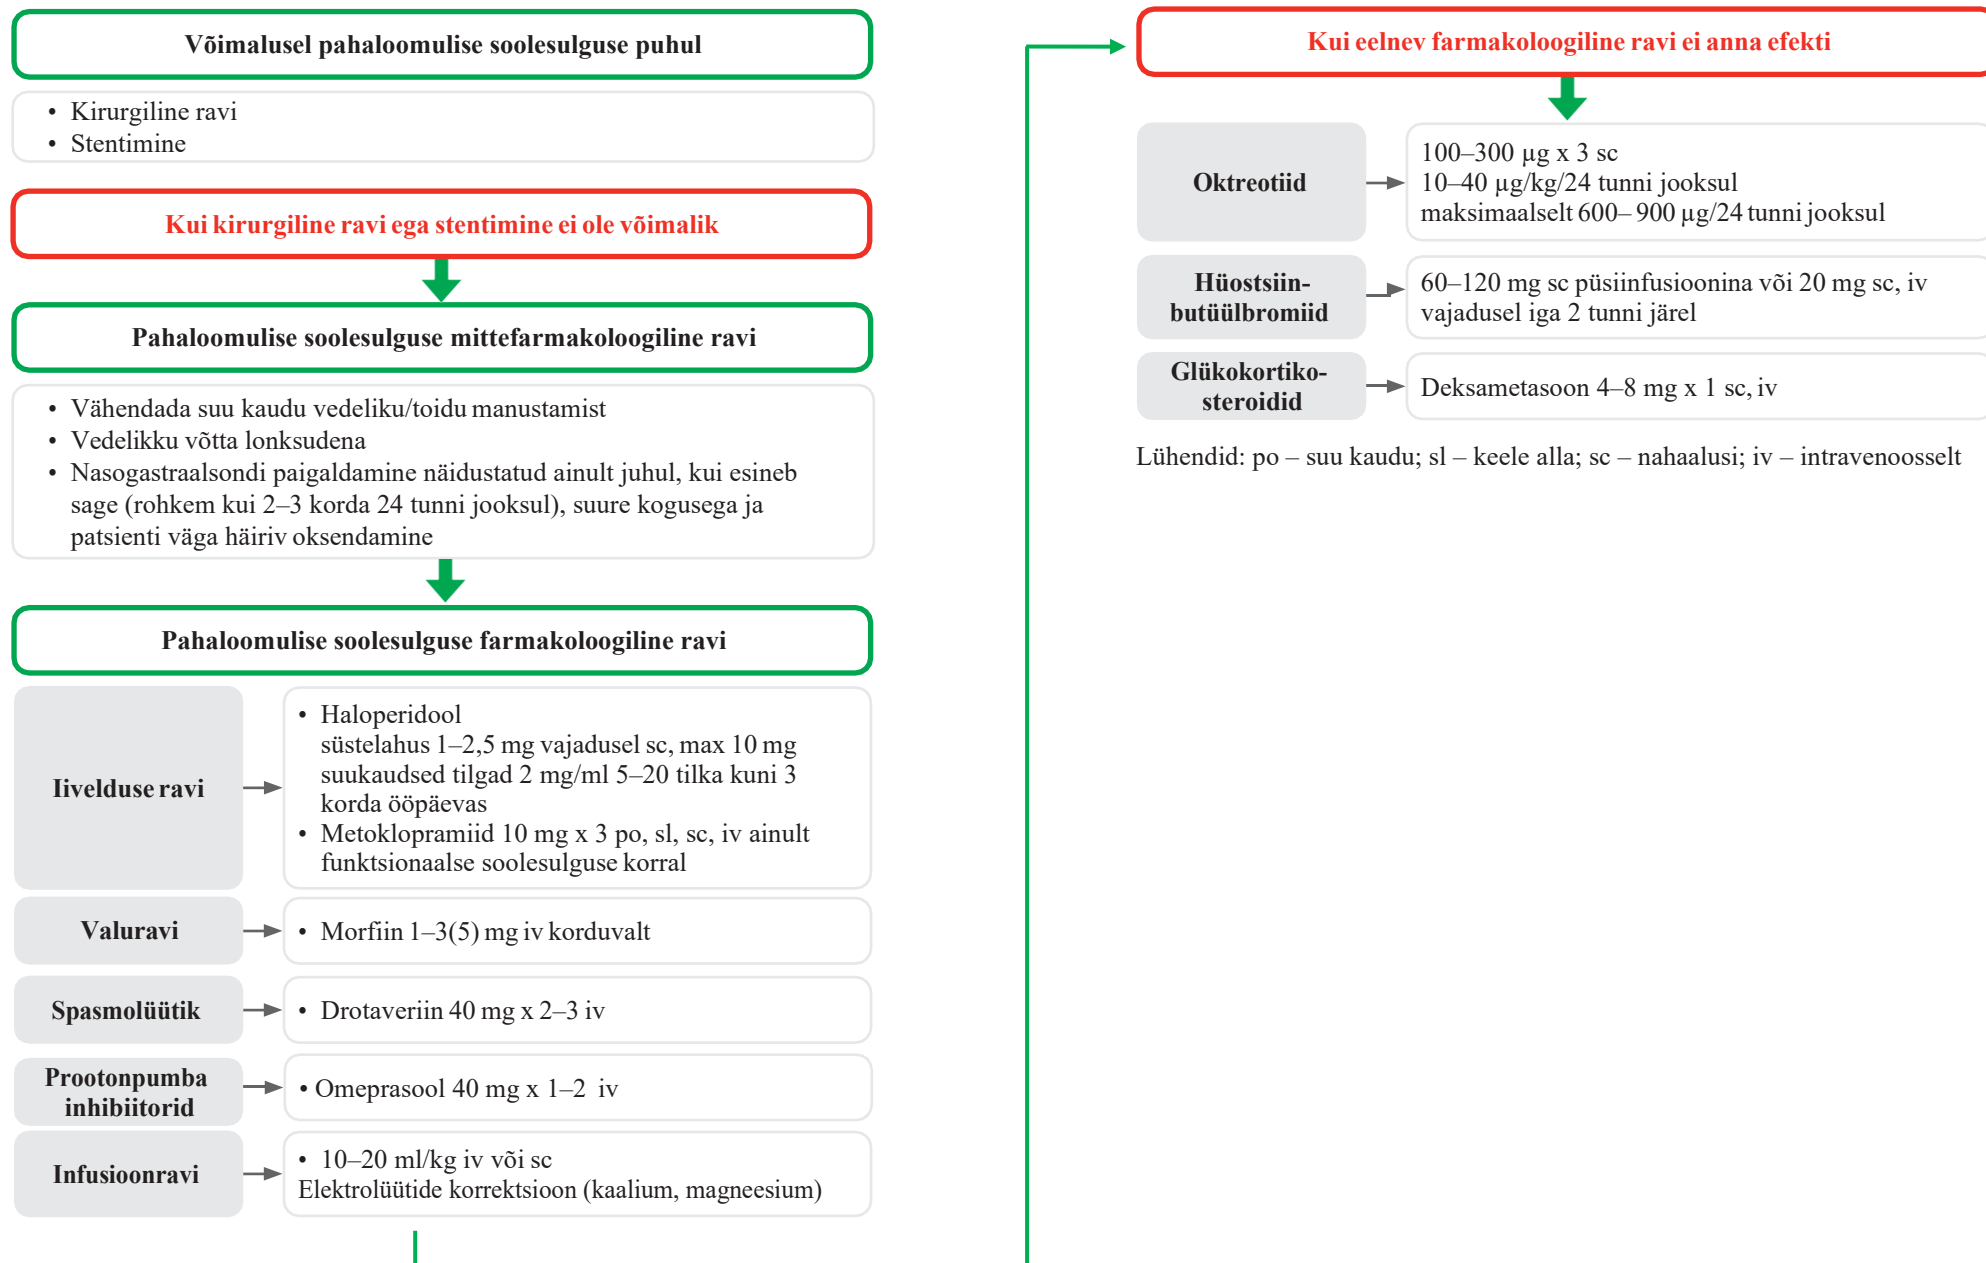 Võimalusel pahaloomulise soolesulguse puhul
• Kirurgiline ravi
• Stentimine
Kui kirurgiline ravi ega stentimine ei ole võimalik
Pahaloomulise soolesulguse mittefarmakoloogiline ravi
• Vähendada suu kaudu vedeliku/toidu manustamist
• Vedelikku võtta lonksudena
• Nasogastraalsondi paigaldamine näidustatud ainult juhul, kui esineb
sage (rohkem kui 2–3 korda 24 tunni jooksul), suure kogusega ja
patsienti väga häiriv oksendamine
Pahaloomulise soolesulguse farmakoloogiline ravi
Iivelduse ravi
• Haloperidool
süstelahus 1–2,5 mg vajadusel sc, max 10 mg
suukaudsed tilgad 2 mg/ml 5–20 tilka kuni 3
korda ööpäevas
• Metoklopramiid 10 mg x 3 po, sl, sc, iv ainult
funktsionaalse soolesulguse korral
Valuravi
• Morfiin 1–3(5) mg iv korduvalt
Spasmolüütik
• Drotaveriin 40 mg x 2–3 iv
Prootonpumba
inhibiitorid
• Omeprasool 40 mg x 1–2 iv
Infusioonravi
• 10–20 ml/kg iv või sc
Elektrolüütide korrektsioon (kaalium, magneesium)
Kui eelnev farmakoloogiline ravi ei anna efekti
Oktreotiid
100–300 µg x 3 sc
10–40 µg/kg/24 tunni jooksul
maksimaalselt 600–900 µg/24 tunni jooksul
Hüostsiin-
butüülbromiid
60–120 mg sc püsiinfusioonina või 20 mg sc, iv
vajadusel iga 2 tunni järel
Glükokortiko-
steroidid
Deksametasoon 4–8 mg x 1 sc, iv
Lühendid: po – suu kaudu; sl – keele alla; sc – nahaalusi; iv – intravenoosselt